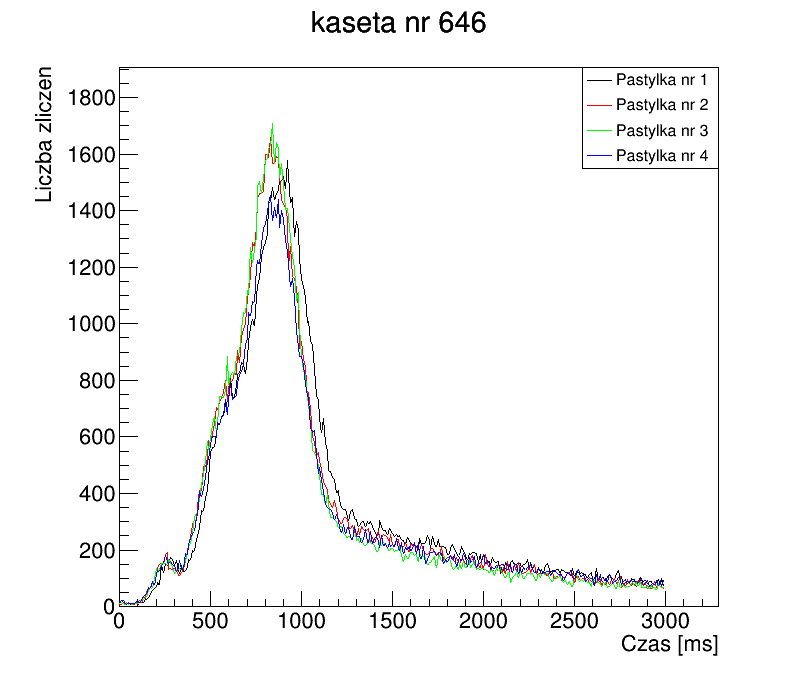 kaseta nr 646
Liczba zliczen
1800
1600
1400
1200
1000
800
600
400
200
0
Pastylka nr 1
Pastylka nr 2
Pastylka nr 3
Pastylka nr 4
0 500 1000 1500 2000 2500 3000
Czas [ms]